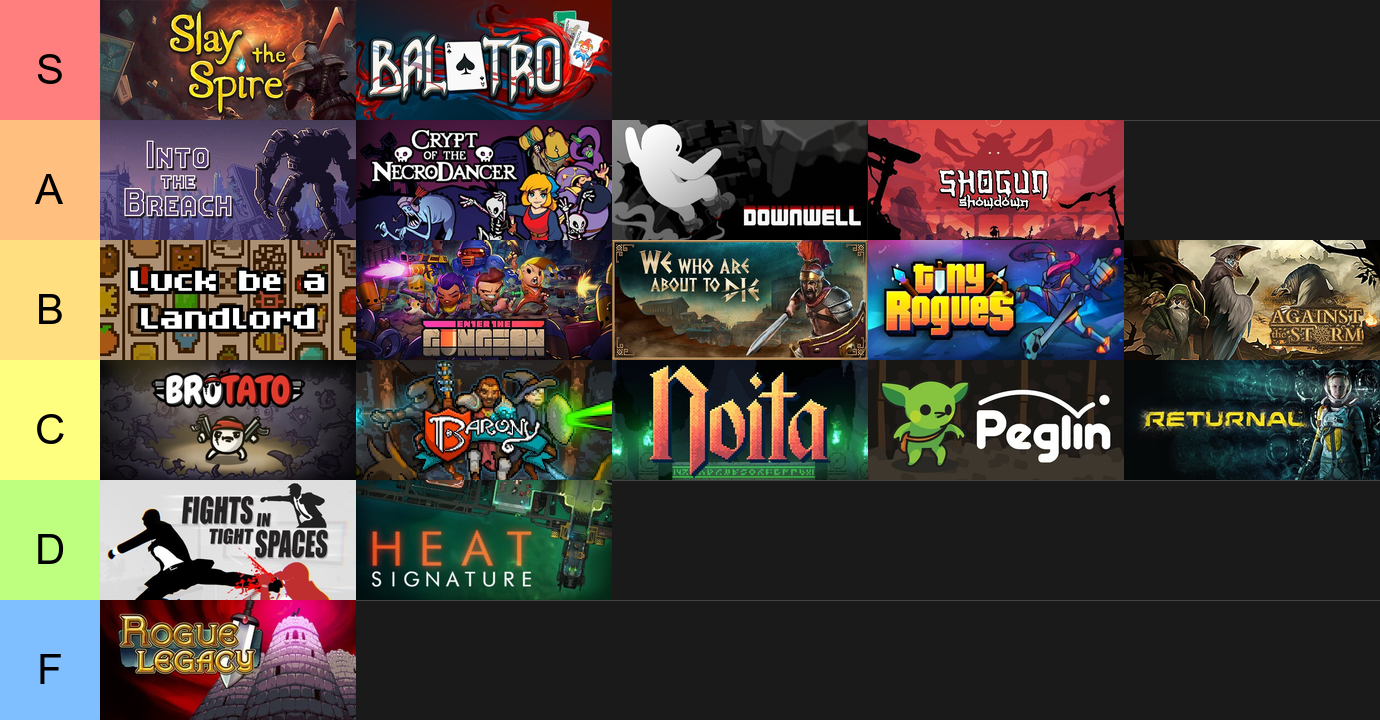 S
Slay
the
Spire
BALATRO
A
INTO
THE
BREACH
CRYPT
OF THE
NECRODANCER
DOWNWELL
SHOGUN
showdown
B
Luck be a
Landlord
ENTER THE
GUNGEON
WE WHO ARE
ABOUT TO DIE
tiny
RogueS
AGAINST
the STORM
C
BROTATO
BARONY
Noita
Peglin
RETURNAL
D
FIGHTS IN
TIGHT SPACES
HEAT
SIGNATURE
F
ROGUE
LEGACY